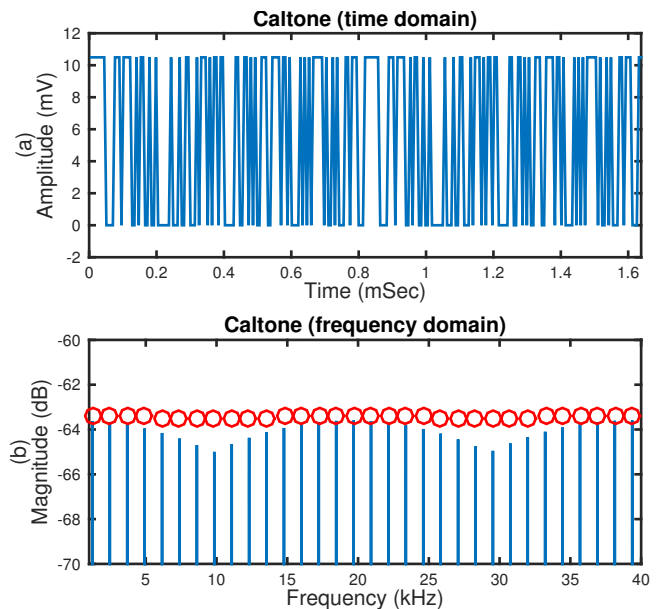 Caltone (time domain)
12
10
8
6
4
2
0
-2
(a)
Amplitude (mV)
0 0.2 0.4 0.6 0.8 1 1.2 1.4 1.6
Time (mSec)
Caltone (frequency domain)
-60
-62
-64
-66
-68
-70
(b)
Magnitude (dB)
5 10 15 20 25 30 35 40
Frequency (kHz)